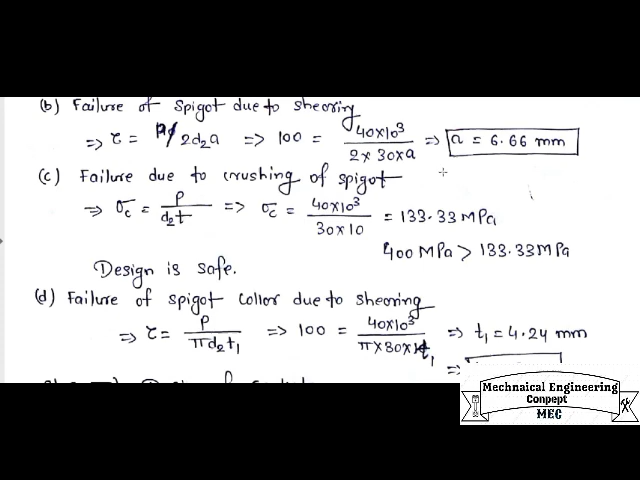 (b) Failure of Spigot due to shearing
⇒ τ = P/2d₂a ⇒ 100 = 40×10³/2×30×a ⇒ a = 6.66 mm
(c) Failure due to crushing of spigot
⇒ σc = P/d₂t ⇒ σc = 40×10³/30×10 = 133.33 MPa
400 MPa > 133.33 MPa
Design is safe.
(d) Failure of spigot collor due to shearing
⇒ τ = P/πd₂t₁ ⇒ 100 = 40×10³/π×30×t₁ ⇒ t₁ = 4.24 mm
⇒
Mechnaical Engineering
Conpept
MEC